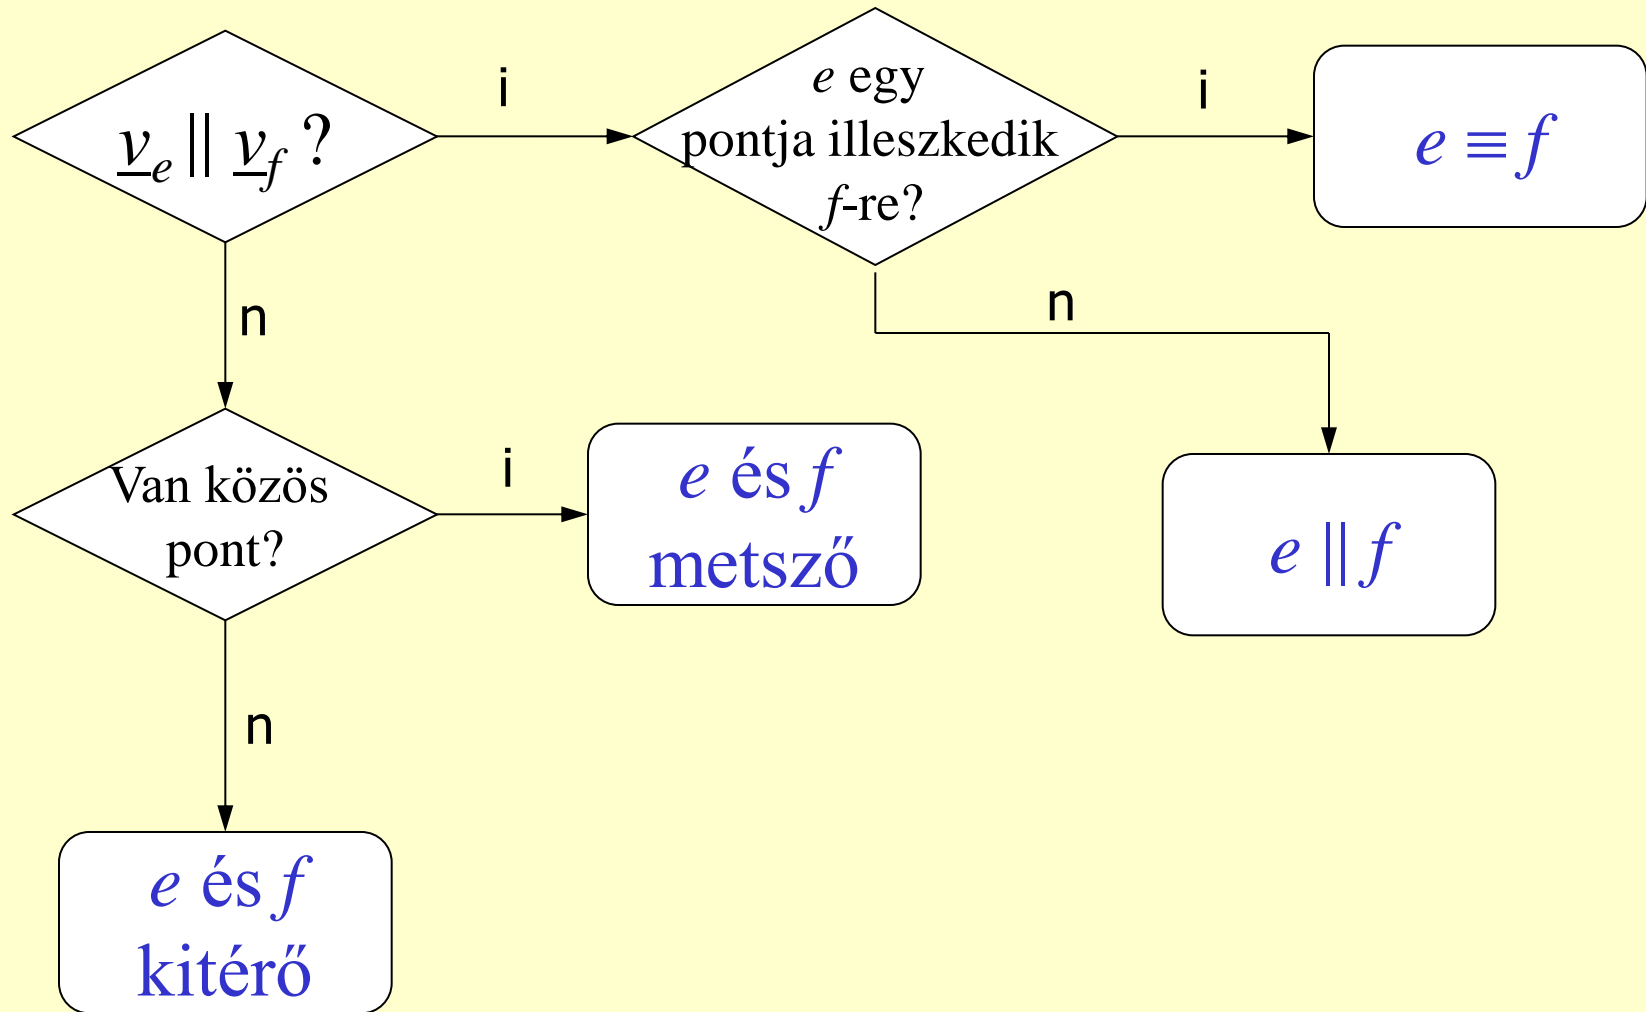 v_e || v_f ?
i
e egy
pontja illeszkedik
f-re?
i
e ≡ f
n
n
Van közös
pont?
i
e és f
metsző
e || f
n
e és f
kitérő